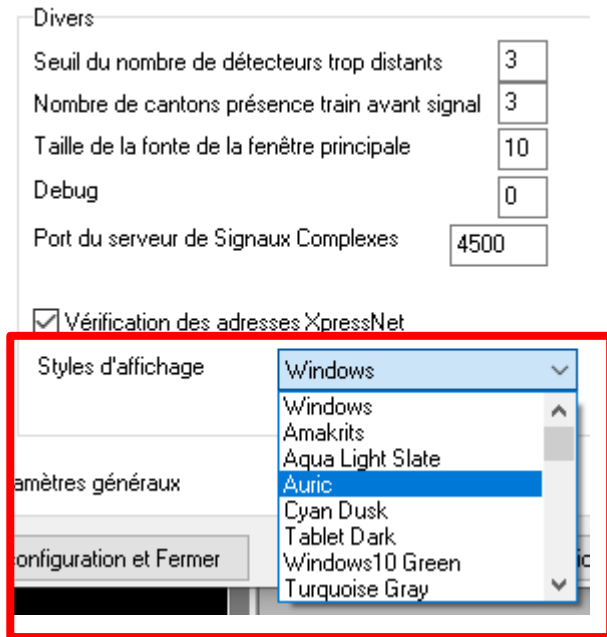 Divers
Seuil du nombre de détecteurs trop distants 3
Nombre de cantons présence train avant signal 3
Taille de la fonte de la fenêtre principale 10
Debug 0
Port du serveur de Signaux Complexes 4500
Vérification des adresses XpressNet
Styles d'affichage Windows
Windows
Amakrits
Aqua Light Slate
amètres généraux Auric
Cyan Dusk
Tablet Dark
onfiguration et Fermer Windows10 Green
Turquoise Gray